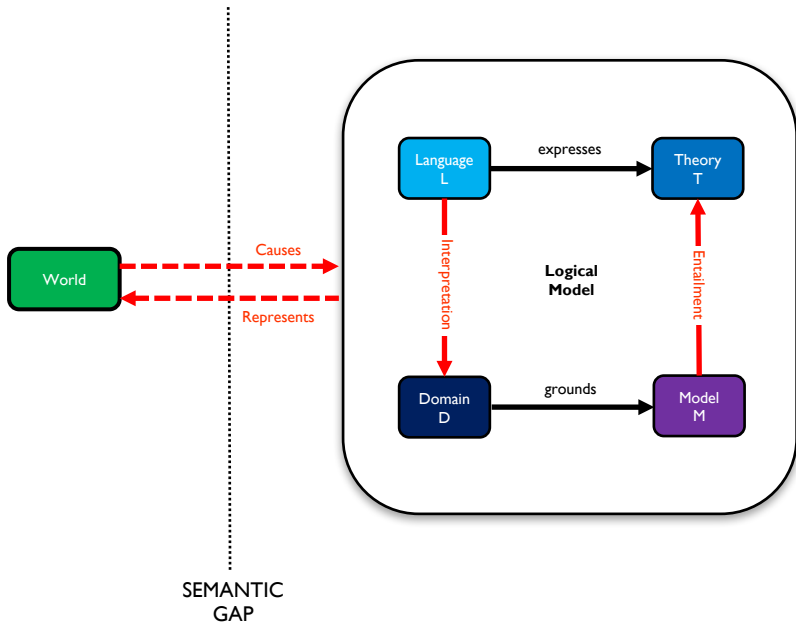 Language
L
expresses
Theory
T
Causes
World
Represents
Interpretation
Logical
Model
Entailment
Domain
D
grounds
Model
M
SEMANTIC
GAP